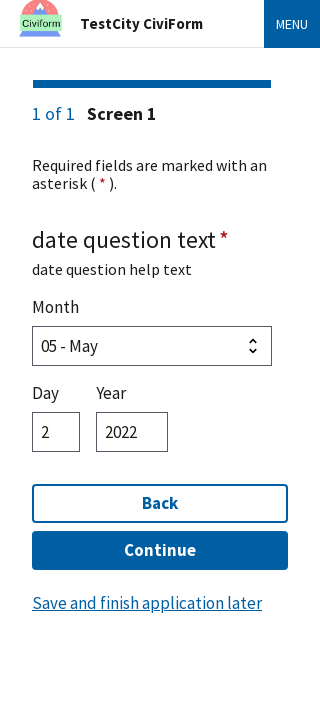 Civiform
TestCity CiviForm
MENU
1 of 1 Screen 1
Required fields are marked with an
asterisk ( * ).
date question text *
date question help text
Month
05 - May
Day Year
2 2022
Back
Continue
Save and finish application later